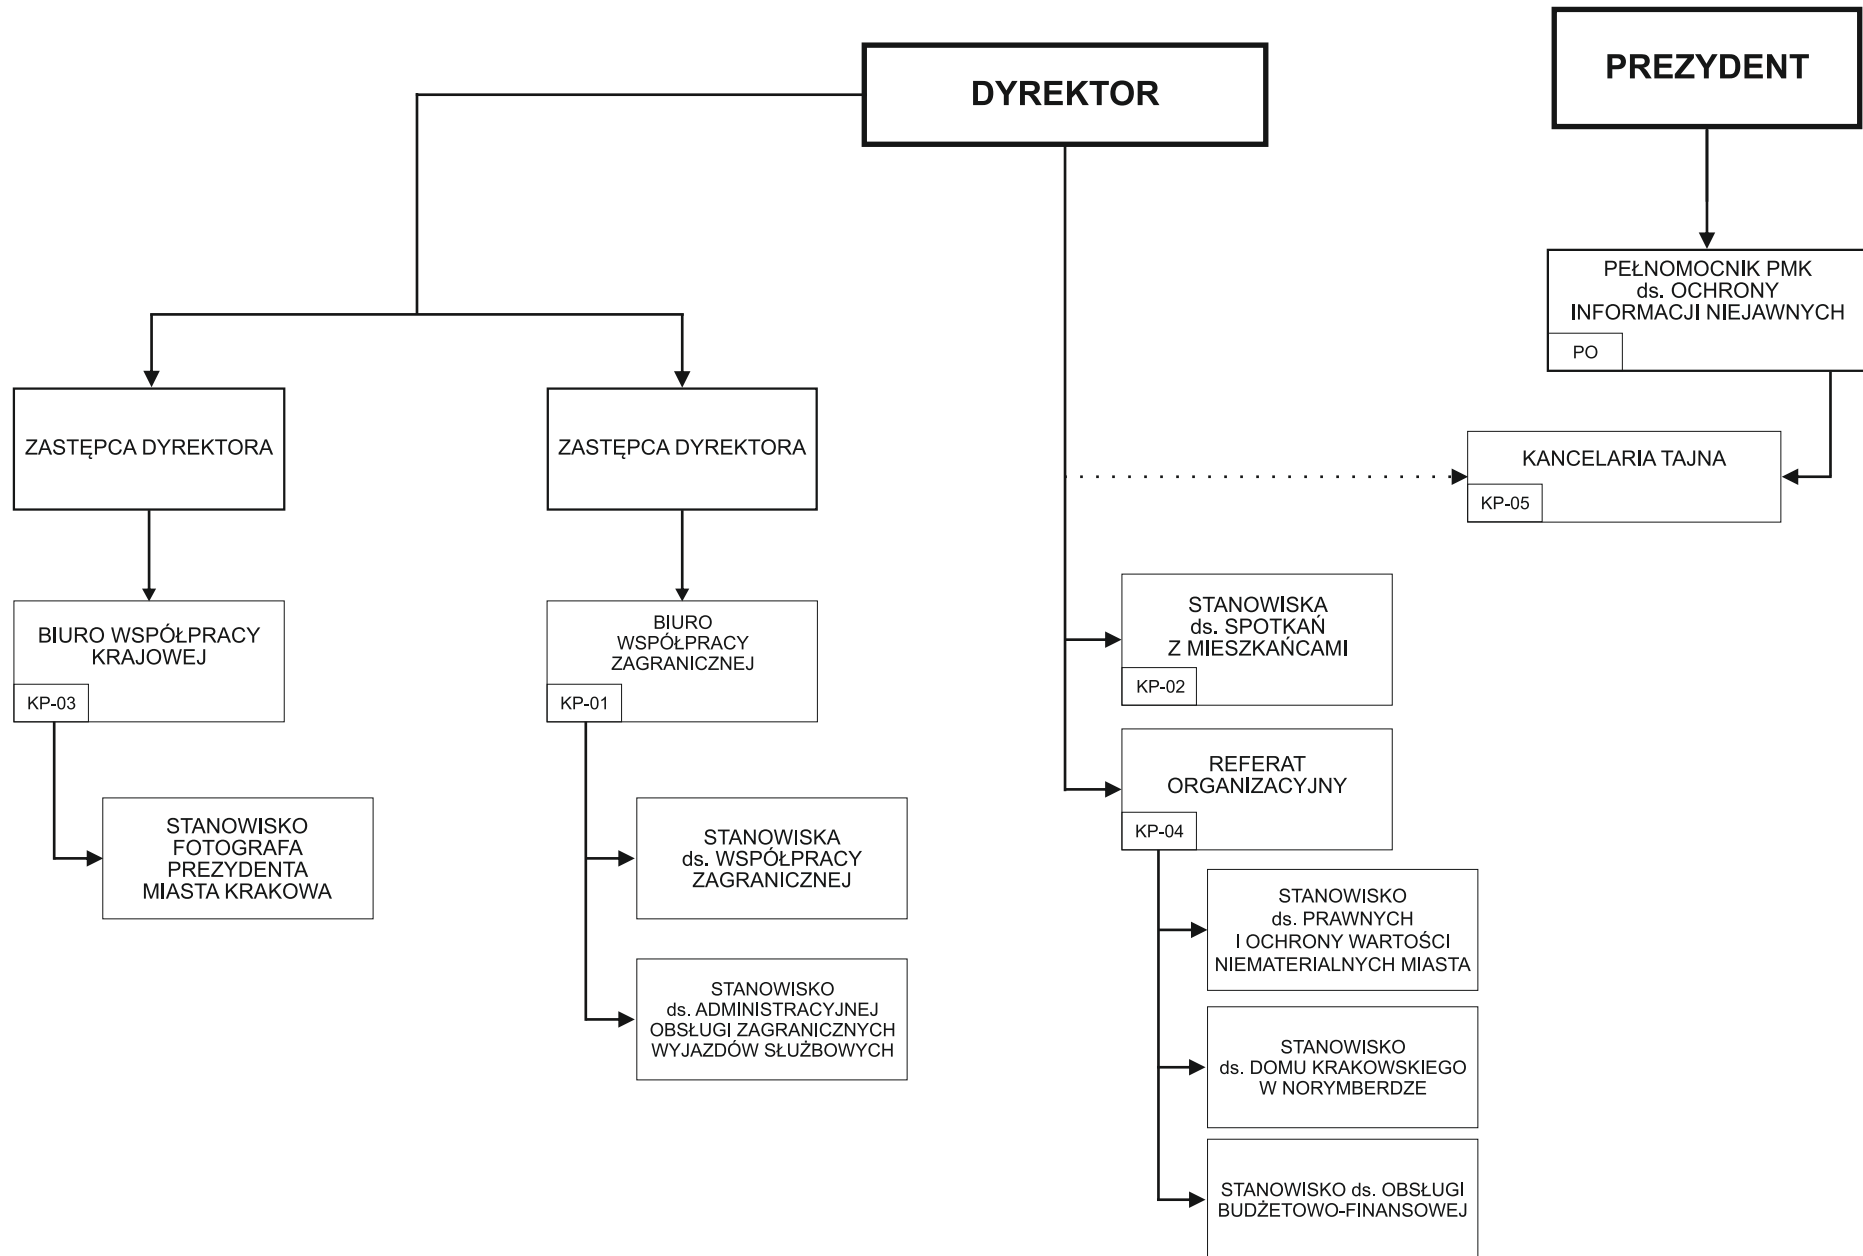 DYREKTOR
PREZYDENT
PEŁNOMOCNIK PMK
ds. OCHRONY
INFORMACJI NIEJAWNYCH
PO
ZASTĘPCA DYREKTORA
ZASTĘPCA DYREKTORA
KANCELARIA TAJNA
KP-05
BIURO WSPÓŁPRACY
KRAJOWEJ
KP-03
BIURO
WSPÓŁPRACY
ZAGRANICZNEJ
KP-01
STANOWISKA
ds. SPOTKAŃ
Z MIESZKAŃCAMI
KP-02
REFERAT
ORGANIZACYJNY
KP-04
STANOWISKO
FOTOGRAFA
PREZYDENTA
MIASTA KRAKOWA
STANOWISKA
ds. WSPÓŁPRACY
ZAGRANICZNEJ
STANOWISKO
ds. ADMINISTRACYJNEJ
OBSŁUGI ZAGRANICZNYCH
WYJAZDÓW SŁUŻBOWYCH
STANOWISKO
ds. PRAWNYCH
I OCHRONY WARTOŚCI
NIEMATERIALNYCH MIASTA
STANOWISKO
ds. DOMU KRAKOWSKIEGO
W NORYMBERDZE
STANOWISKO ds. OBSŁUGI
BUDŻETOWO-FINANSOWEJ